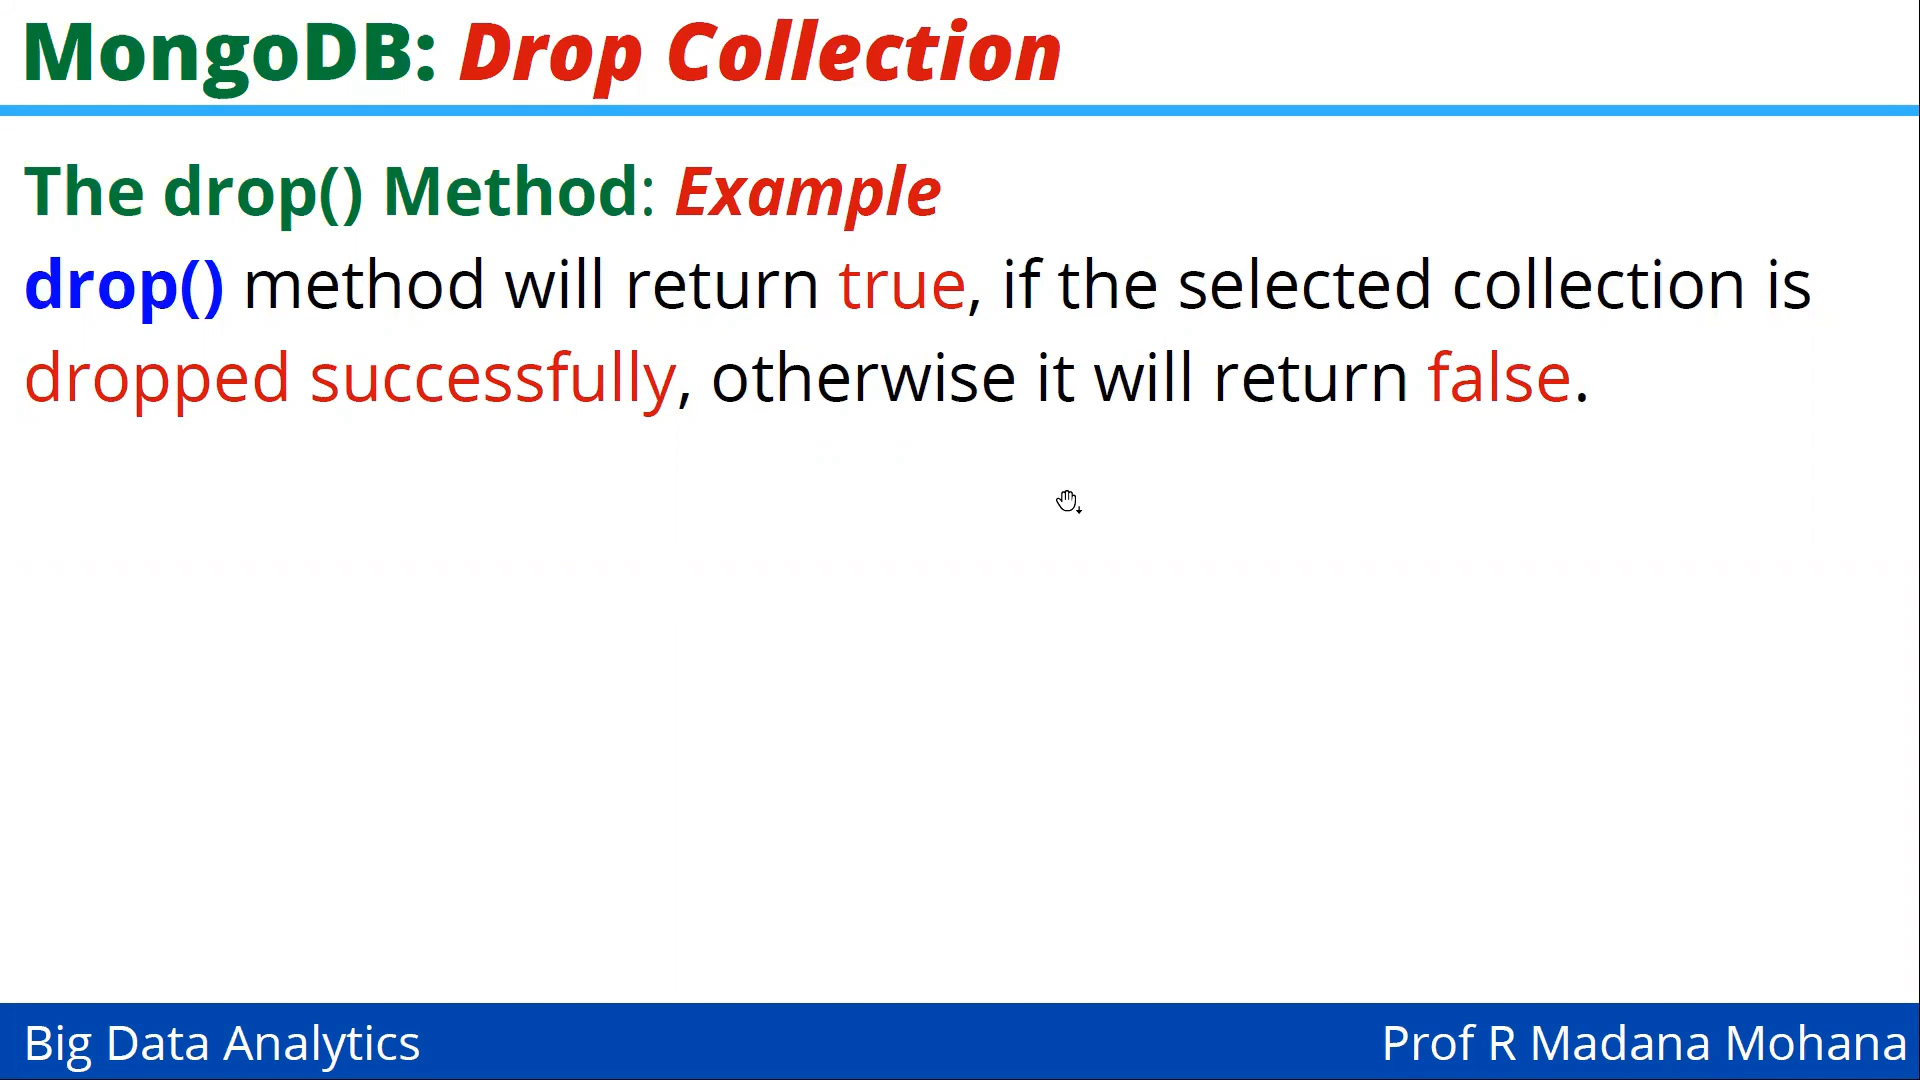 MongoDB: Drop Collection
The drop() Method: Example
drop() method will return true, if the selected collection is
dropped successfully, otherwise it will return false.
Big Data Analytics
Prof R Madana Mohana